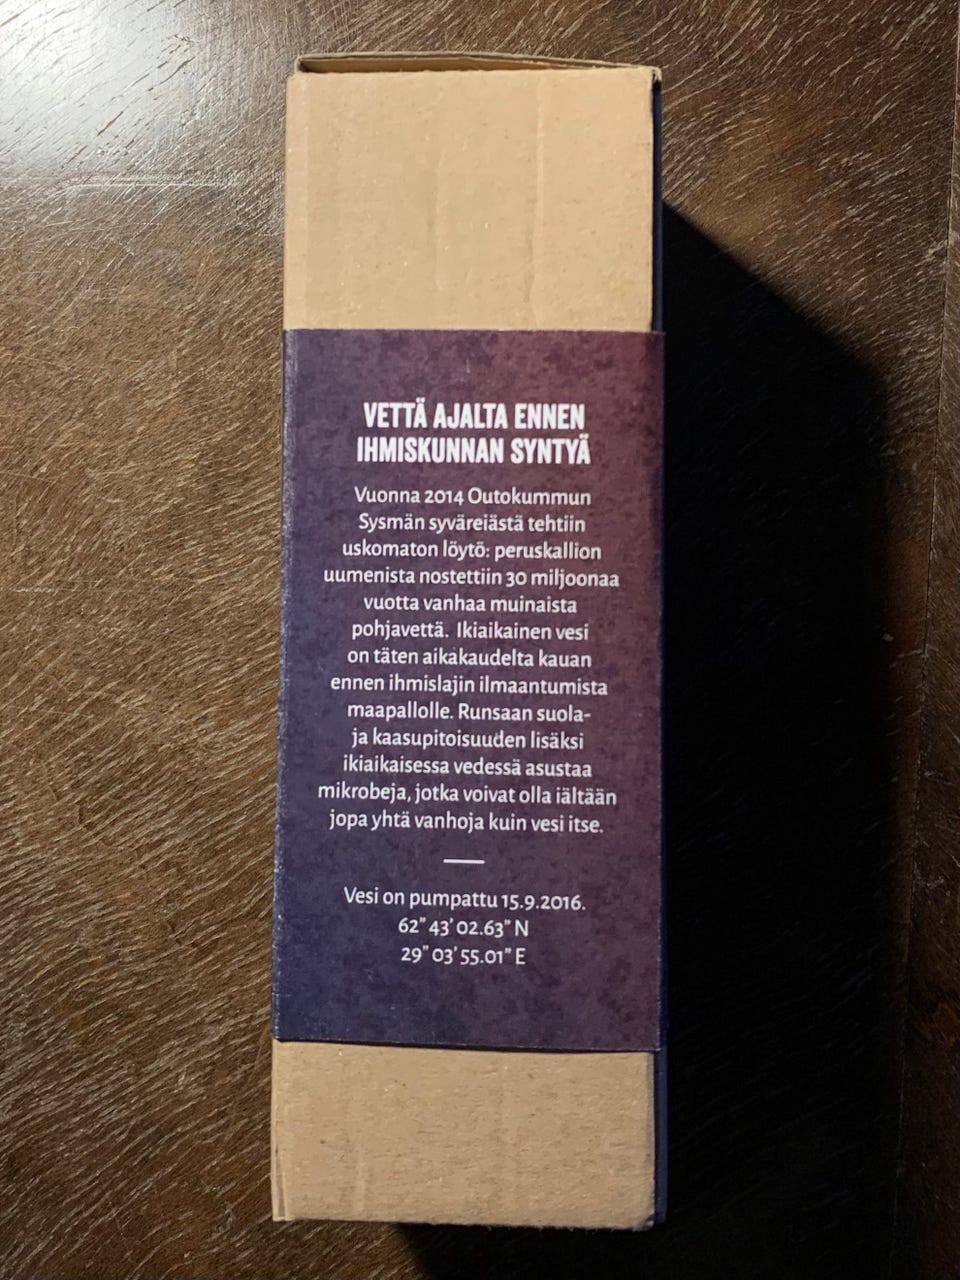 VETTÄ AJALTA ENNEN
IHMISKUNNAN SYNTYÄ
Vuonna 2014 Outokummun
Sysmän syväreiästä tehtiin
uskomaton löytö: peruskallion
uumenista nostettiin 30 miljoonaa
vuotta vanhaa muinaista
pohjavettä. Ikiaikainen vesi
on täten aikakaudelta kauan
ennen ihmislajin ilmaantumista
maapallolle. Runsaan suola-
ja kaasupitoisuuden lisäksi
ikiaikaisessa vedessä asustaa
mikrobeja, jotka voivat olla iältään
jopa yhtä vanhoja kuin vesi itse.
Vesi on pumpattu 15.9.2016.
62" 43' 02.63" N
29" 03' 55.01" E